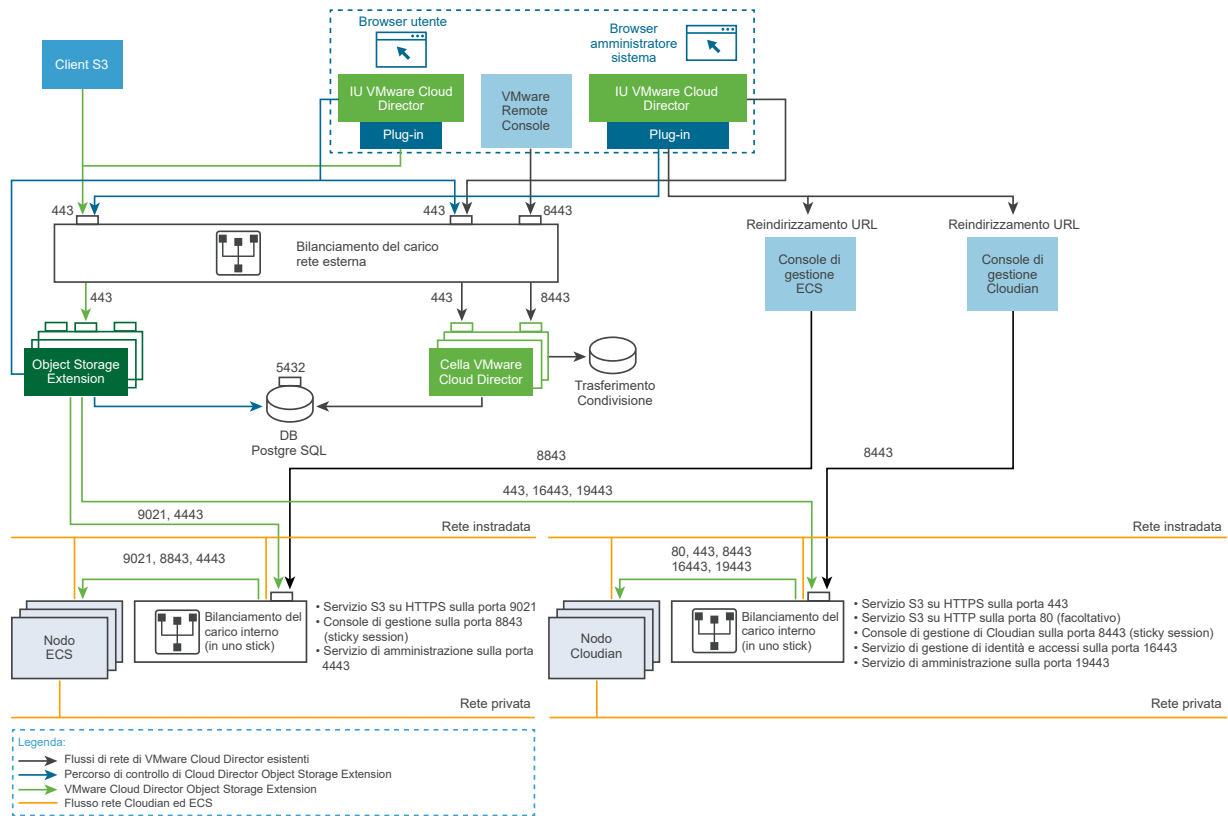 Browser utente
Browser
amministratore
sistema
Client S3
IU VMware Cloud
Director
Plug-in
VMware
Remote
Console
IU VMware Cloud
Director
Plug-in
443
443
8443
Reindirizzamento URL
Reindirizzamento URL
Bilanciamento del carico
rete esterna
Console di
gestione
ECS
Console di
gestione
Cloudian
443
443
8443
Object Storage
Extension
5432
Cella VMware
Cloud Director
Trasferimento
Condivisione
DB
Postgre SQL
8843
8443
443, 16443, 19443
9021, 4443
Rete instradata
Rete instradata
9021, 8843, 4443
80, 443, 8443
16443, 19443
Nodo
ECS
Bilanciamento del
carico interno
(in uno stick)
• Servizio S3 su HTTPS sulla porta 9021
• Console di gestione sulla porta 8843
(sticky session)
• Servizio di amministrazione sulla porta
4443
Nodo
Cloudian
Bilanciamento del
carico interno
(in uno stick)
• Servizio S3 su HTTPS sulla porta 443
• Servizio S3 su HTTP sulla porta 80 (facoltativo)
• Console di gestione di Cloudian sulla porta 8443 (sticky session)
• Servizio di gestione di identità e accessi sulla porta 16443
• Servizio di amministrazione sulla porta 19443
Rete privata
Rete privata
Legenda:
Flussi di rete di VMware Cloud Director esistenti
Percorso di controllo di Cloud Director Object Storage Extension
VMware Cloud Director Object Storage Extension
Flusso rete Cloudian ed ECS